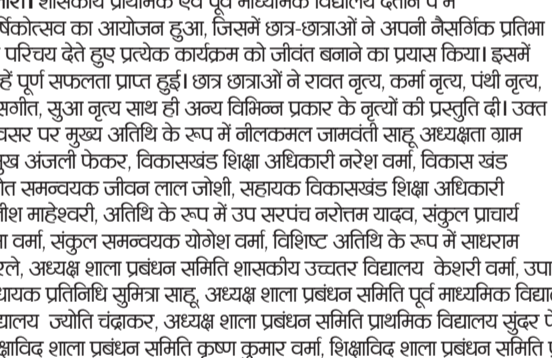 शासकीय प्राथमिक एवं पूर्व माध्यमिक विद्यालय
र्षिकोत्सव का आयोजन हुआ, जिसमें छात्र-छात्राओं ने अपनी नैसर्गिक प्रतिभा
परिचय देते हुए प्रत्येक कार्यक्रम को जीवंत बनाने का प्रयास किया। इसमें
हें पूर्ण सफलता प्राप्त हुई। छात्र छात्राओं ने रावत नृत्य, कर्मा नृत्य, पंथी नृत्य,
सगीत, सुआ नृत्य साथ ही अन्य विभिन्न प्रकार के नृत्यों की प्रस्तुति दी। उक्त
वसर पर मुख्य अतिथि के रूप में नीलकमल जामवंती साहू अध्यक्षता ग्राम
मुख अंजली फेकर, विकासखंड शिक्षा अधिकारी नरेश वर्मा, विकास खंड
ोत समन्वयक जीवन लाल जोशी, सहायक विकासखंड शिक्षा अधिकारी
ीश माहेश्वरी, अतिथि के रूप में उप सरपंच नरोत्तम यादव, संकुल प्राचार्य
वर्मा, संकुल समन्वयक योगेश वर्मा, विशिष्ट अतिथि के रूप में साधराम
रले, अध्यक्ष शाला प्रबंधन समिति शासकीय उच्चतर विद्यालय केशरी वर्मा, उपा
धायक प्रतिनिधि सुमित्रा साहू, अध्यक्ष शाला प्रबंधन समिति पूर्व माध्यमिक विद्या
द्यालय ज्योति चंद्राकर, अध्यक्ष शाला प्रबंधन समिति प्राथमिक विद्यालय सुंदर
क्षाविद शाला प्रबंधन समिति कृष्ण कुमार वर्मा, शिक्षाविद शाला प्रबंधन समिति